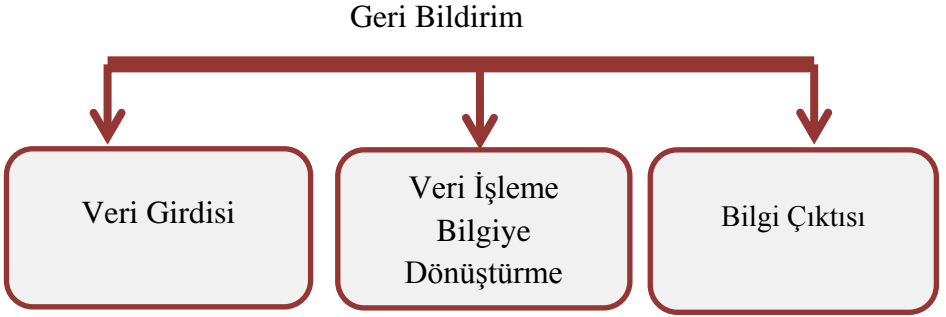 Geri Bildirim
Veri Girdisi
Veri İşleme
Bilgiye
Dönüştürme
Bilgi Çıktısı